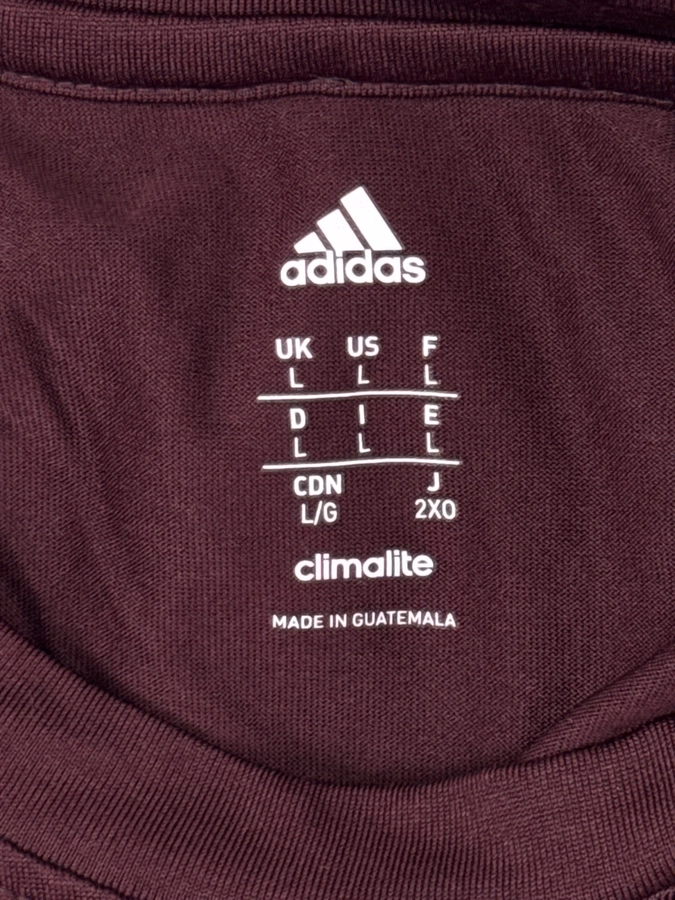 adidas
UK US F
L L L
D I E
L L L
CDN J
L/G 2XO
climalite
MADE IN GUATEMALA